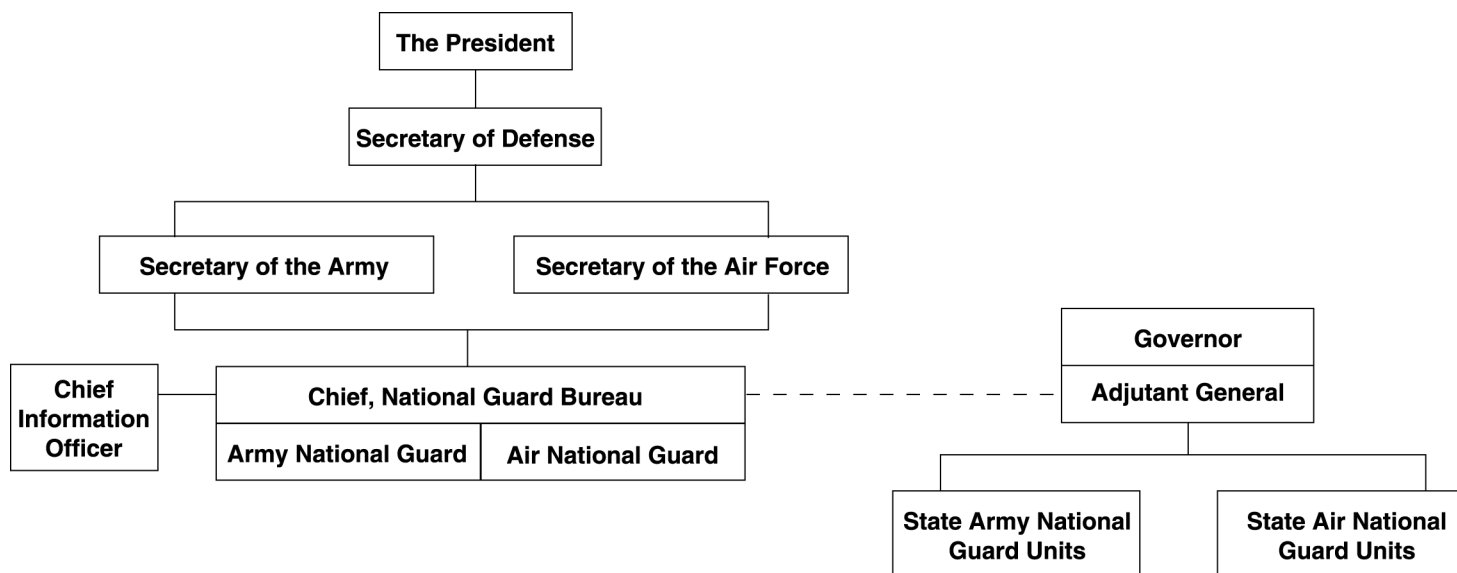 The President
Secretary of Defense
Secretary of the Army
Secretary of the Air Force
Governor
Adjutant General
Chief
Information
Officer
Chief, National Guard Bureau
Army National Guard
Air National Guard
State Army National
Guard Units
State Air National
Guard Units